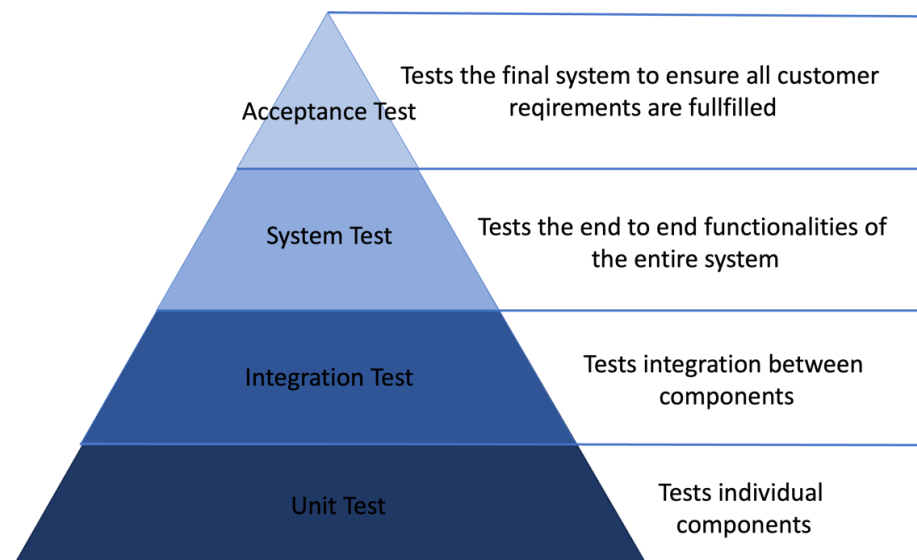 Acceptance Test
Tests the final system to ensure all customer
reqirements are fullfilled
System Test
Tests the end to end functionalities of
the entire system
Integration Test
Tests integration between
components
Unit Test
Tests individual
components